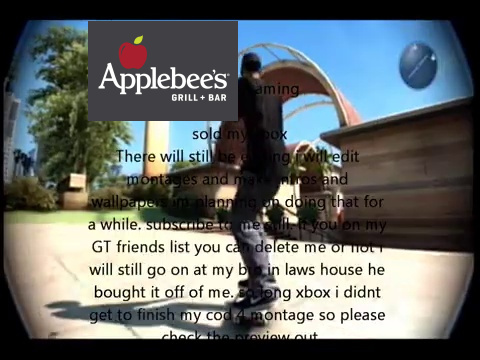 Applebee's
GRILL + BAR
aming
sold my xbox
There will still be editing i will edit
montages and make intros and
wallpapers im planning on doing that for
a while. subscribe to me still. if you on my
GT friends list you can delete me or not i
will still go on at my bro in laws house he
bought it off of me. so long xbox i didnt
get to finish my cod 4 montage so please
check the preview out